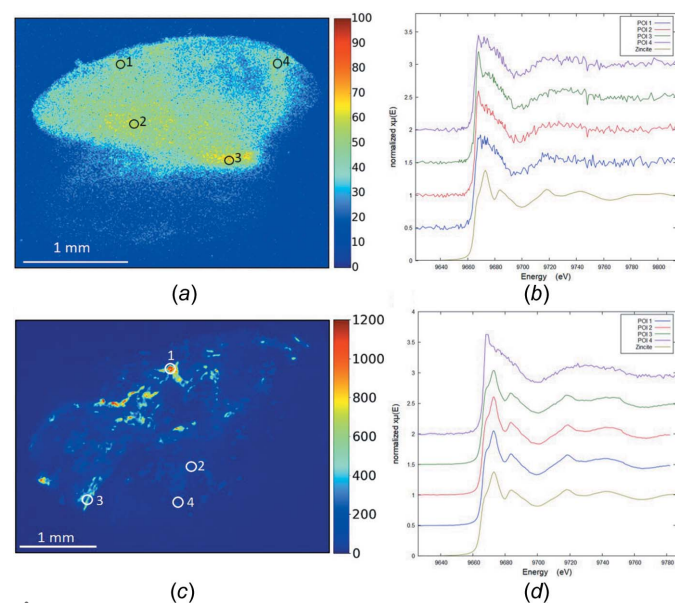 100
90
80
70
60
50
40
30
20
10
0
1
2
3
4
1 mm
(a)
normalized xμ(E)
3.5
3
2.5
2
1.5
1
0.5
0
POI 1
POI 2
POI 3
POI 4
Zincite
9640 9660 9680 9700 9720 9740 9760 9780 9800
Energy (eV)
(b)
1200
1000
800
600
400
200
0
1
2
3
4
1 mm
(c)
normalized xμ(E)
4
3.5
3
2.5
2
1.5
1
0.5
0
POI 1
POI 2
POI 3
POI 4
Zincite
9640 9660 9680 9700 9720 9740 9760 9780
Energy (eV)
(d)